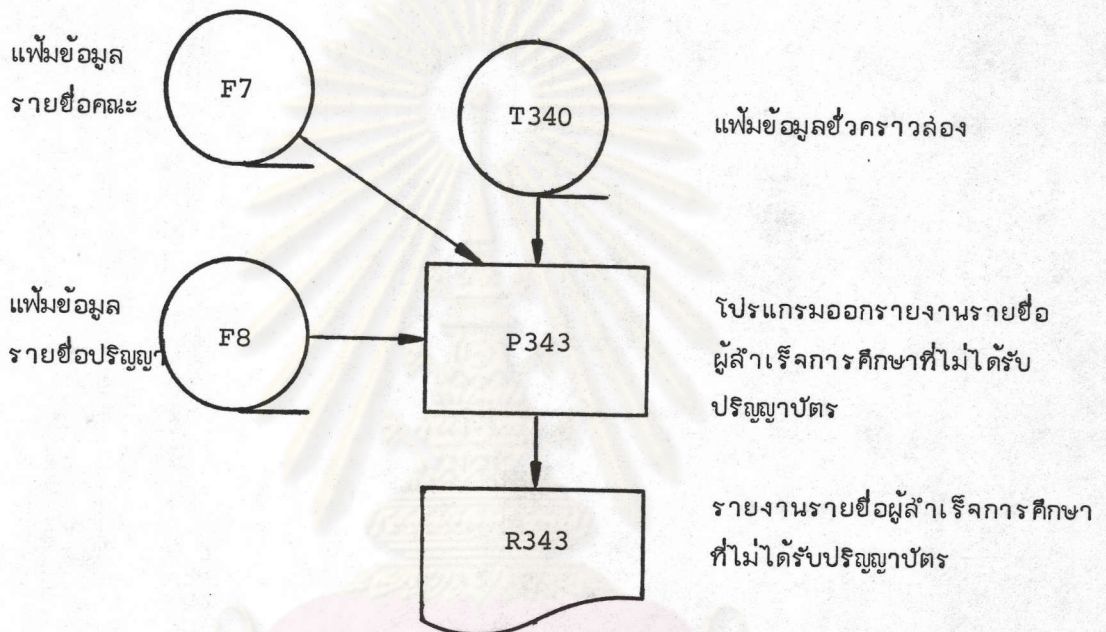 แฟ้มข้อมูล
รายชื่อคณะ
F7
T340
แฟ้มข้อมูลชั่วคราวล่อง
แฟ้มข้อมูล
รายชื่อปริญญา
F8
P343
โปรแกรมออกรายงานรายชื่อ
ผู้สำเร็จการศึกษาที่ไม่ได้รับ
ปริญญาบัตร
R343
รายงานรายชื่อผู้สำเร็จการศึกษา
ที่ไม่ได้รับปริญญาบัตร